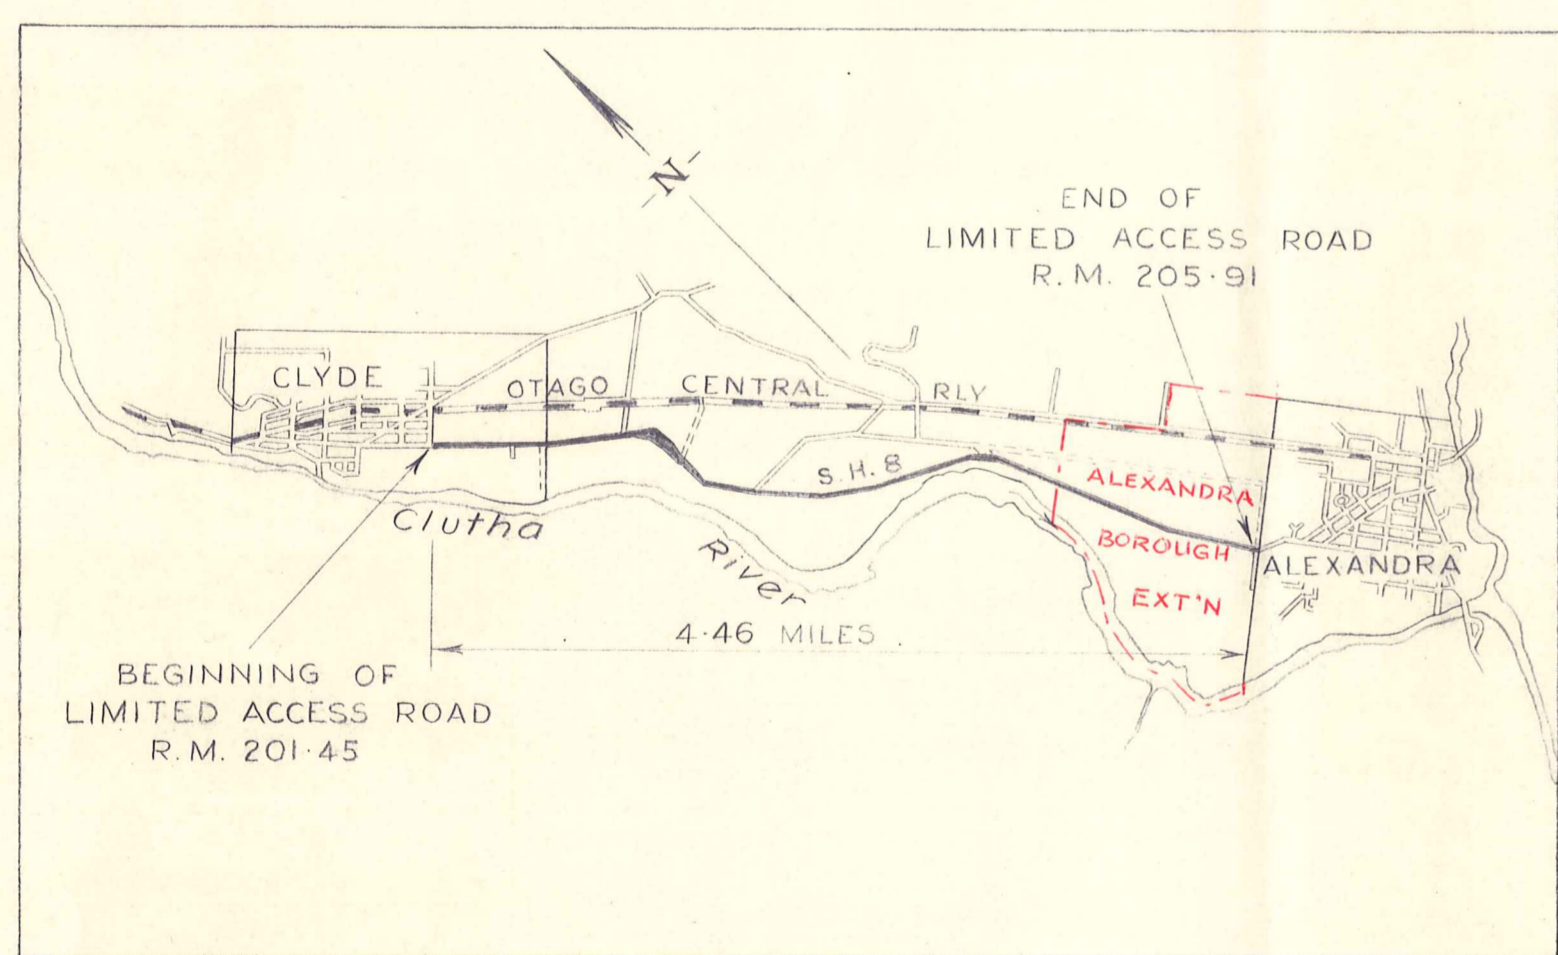 N
END OF
LIMITED ACCESS ROAD
R.M. 205·91
CLYDE
OTAGO CENTRAL RLY
S.H. 8
ALEXANDRA
BOROUGH
EXT'N
ALEXANDRA
Clutha
River
4·46 MILES
BEGINNING OF
LIMITED ACCESS ROAD
R.M. 201·45